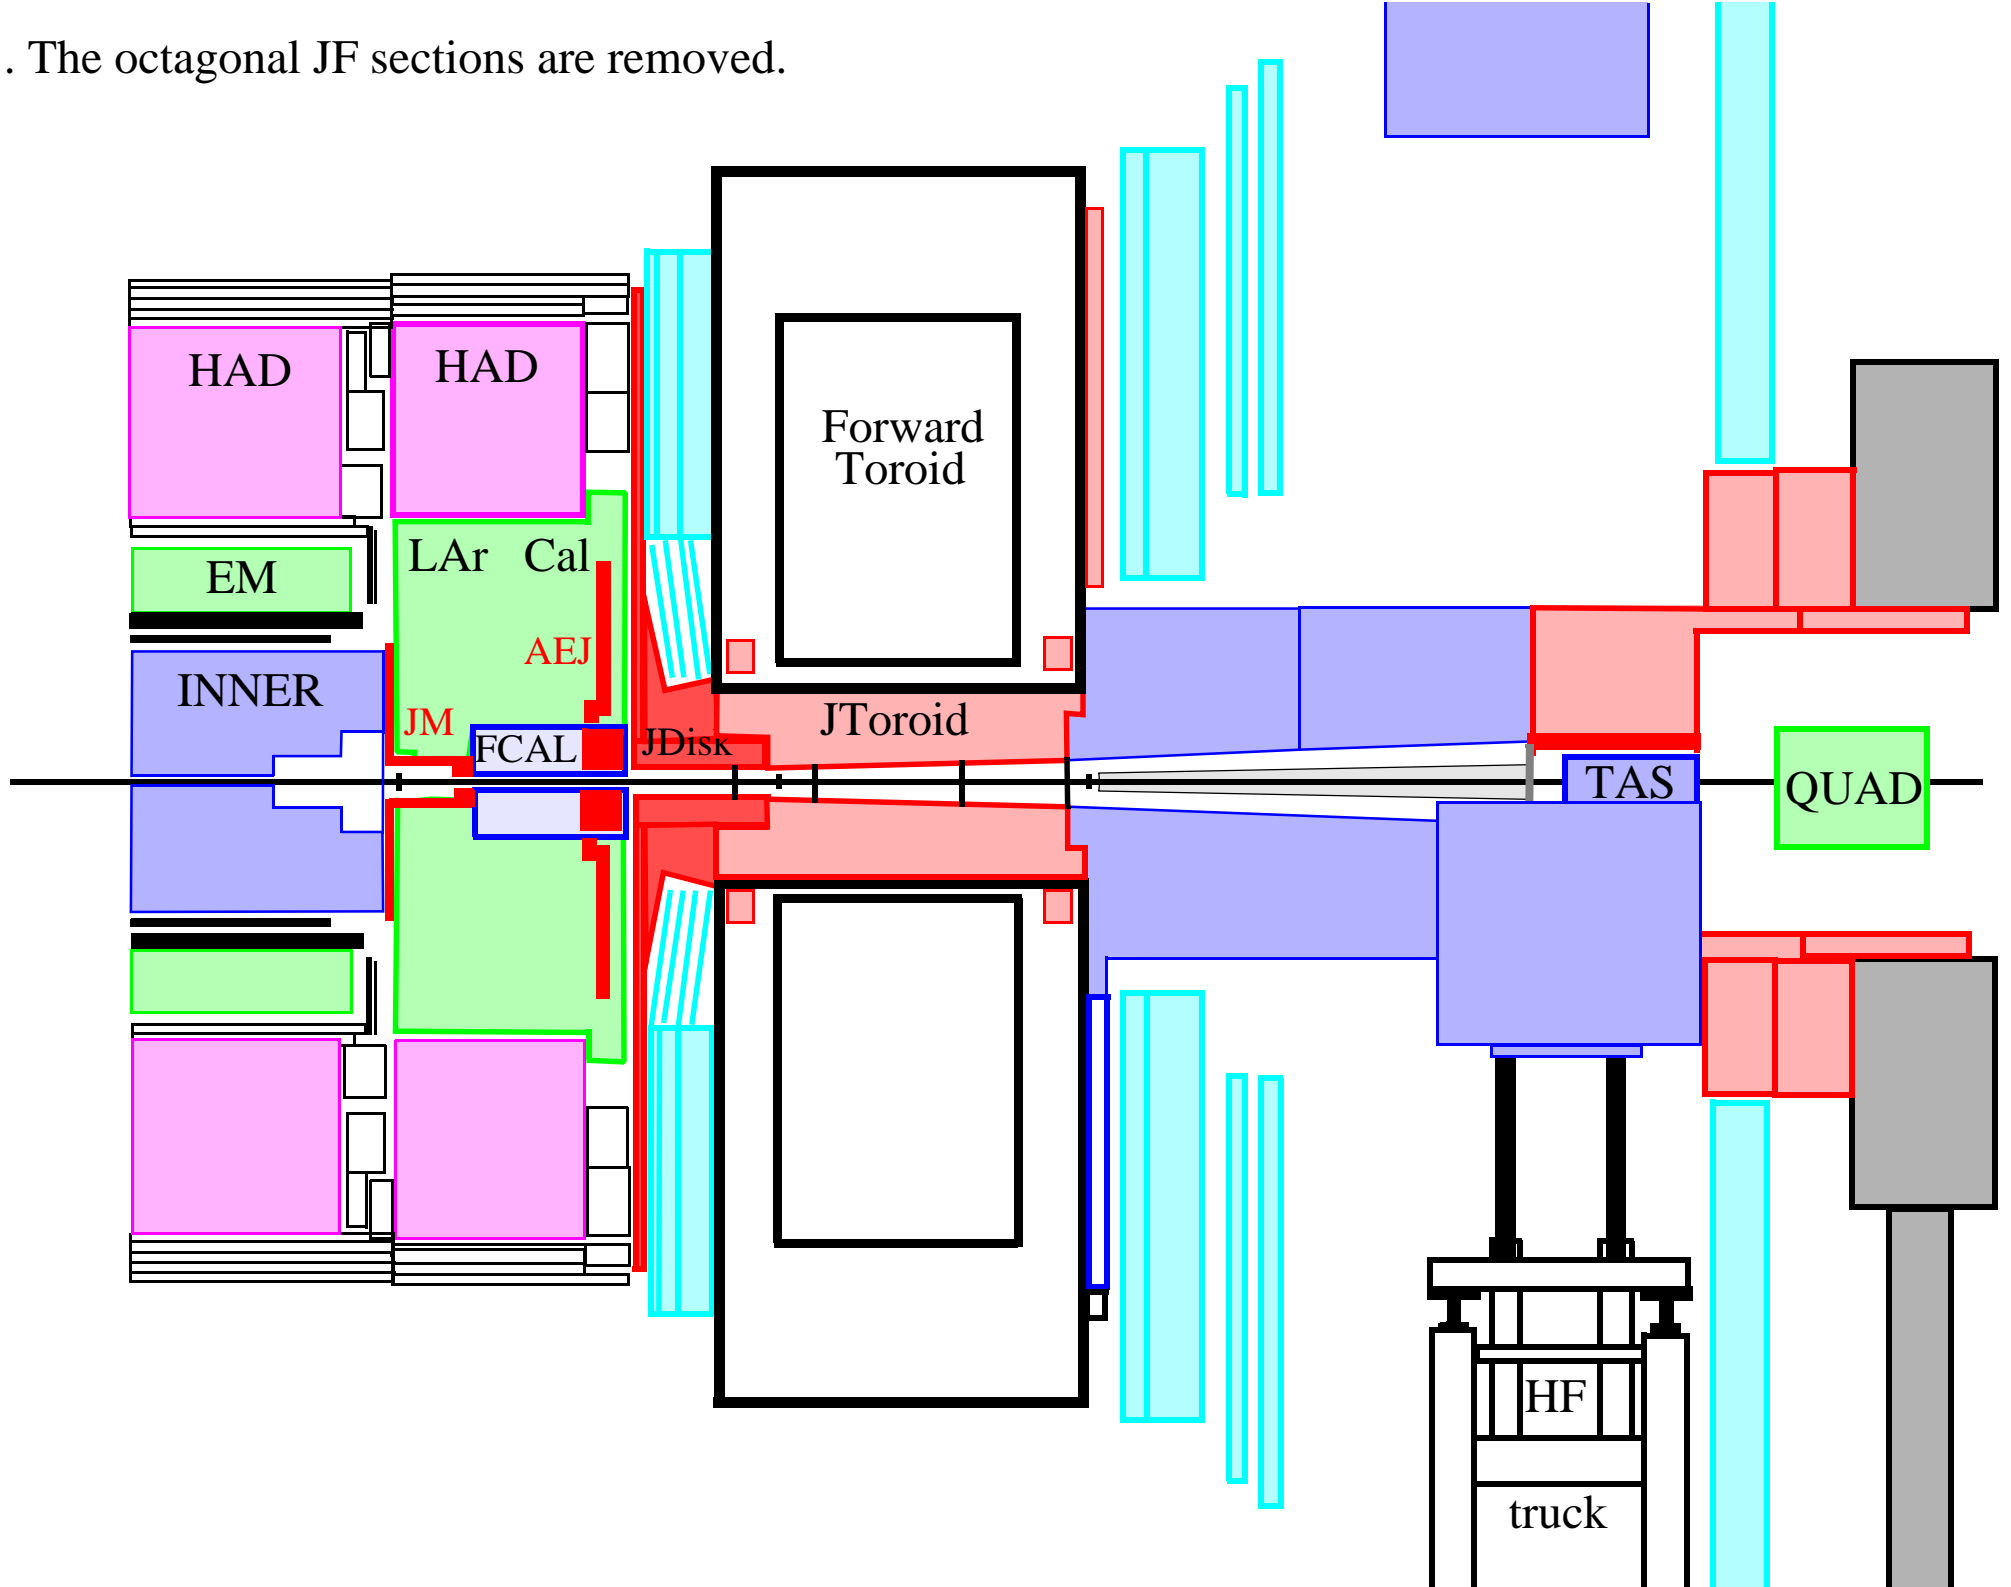 . The octagonal JF sections are removed.
HAD
HAD
Forward
Toroid
LAr Cal
EM
AEJ
INNER
JM
JToroid
FCAL
JDisk
TAS
QUAD
HF
truck